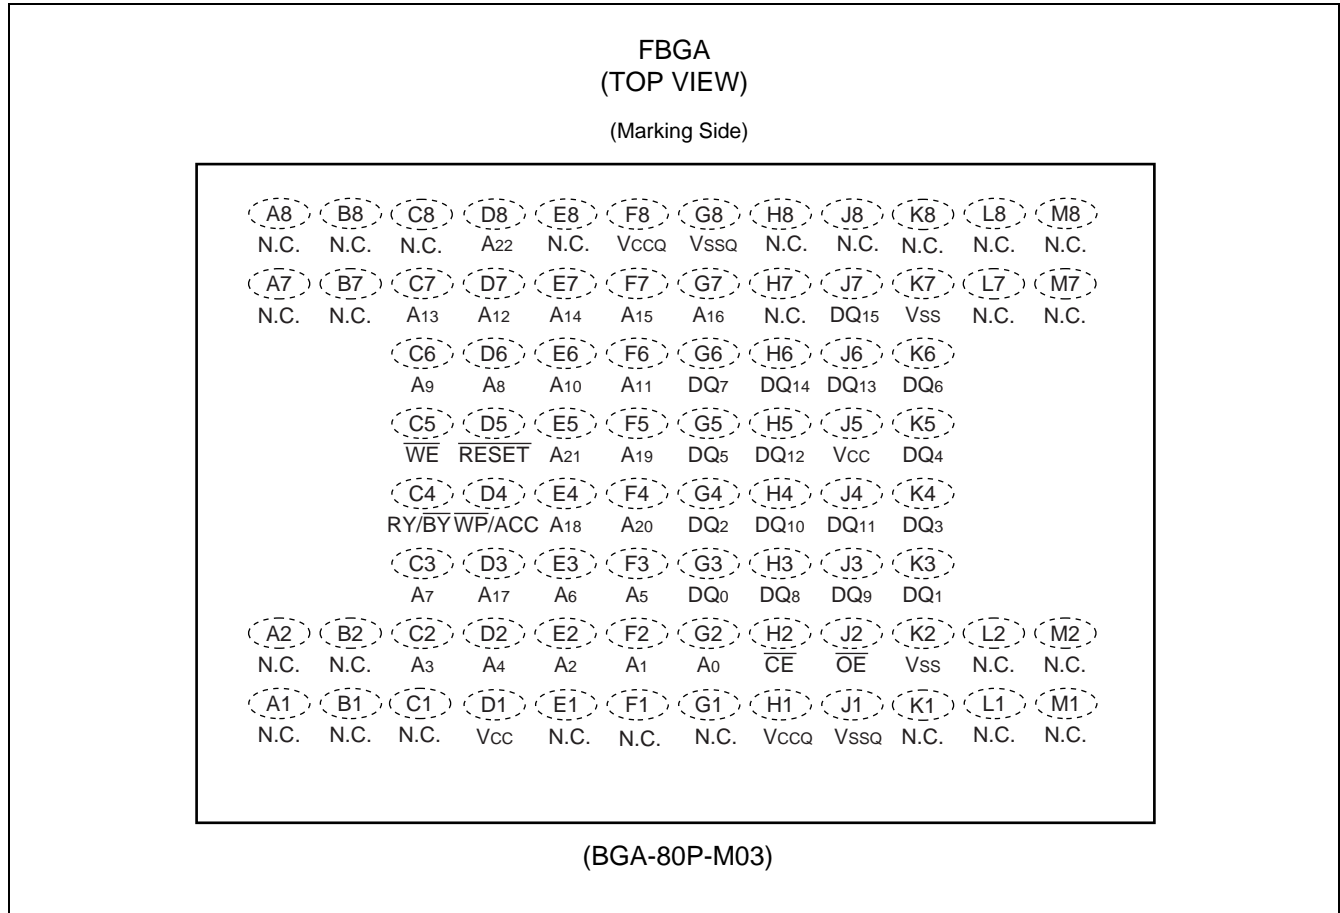 FBGA
(TOP VIEW)
(Marking Side)
A8 B8 C8 D8 E8 F8 G8 H8 J8 K8 L8 M8
N.C. N.C. N.C. A22 N.C. VCCQ VSSQ N.C. N.C. N.C. N.C. N.C.
A7 B7 C7 D7 E7 F7 G7 H7 J7 K7 L7 M7
N.C. N.C. A13 A12 A14 A15 A16 N.C. DQ15 VSS N.C. N.C.
C6 D6 E6 F6 G6 H6 J6 K6
A9 A8 A10 A11 DQ7 DQ14 DQ13 DQ6
C5 D5 E5 F5 G5 H5 J5 K5
W̅E̅ R̅E̅S̅E̅T̅ A21 A19 DQ5 DQ12 VCC DQ4
C4 D4 E4 F4 G4 H4 J4 K4
RY/B̅Y̅ W̅P̅/ACC A18 A20 DQ2 DQ10 DQ11 DQ3
C3 D3 E3 F3 G3 H3 J3 K3
A7 A17 A6 A5 DQ0 DQ8 DQ9 DQ1
A2 B2 C2 D2 E2 F2 G2 H2 J2 K2 L2 M2
N.C. N.C. A3 A4 A2 A1 A0 C̅E̅ O̅E̅ VSS N.C. N.C.
A1 B1 C1 D1 E1 F1 G1 H1 J1 K1 L1 M1
N.C. N.C. N.C. VCC N.C. N.C. N.C. VCCQ VSSQ N.C. N.C. N.C.
(BGA-80P-M03)